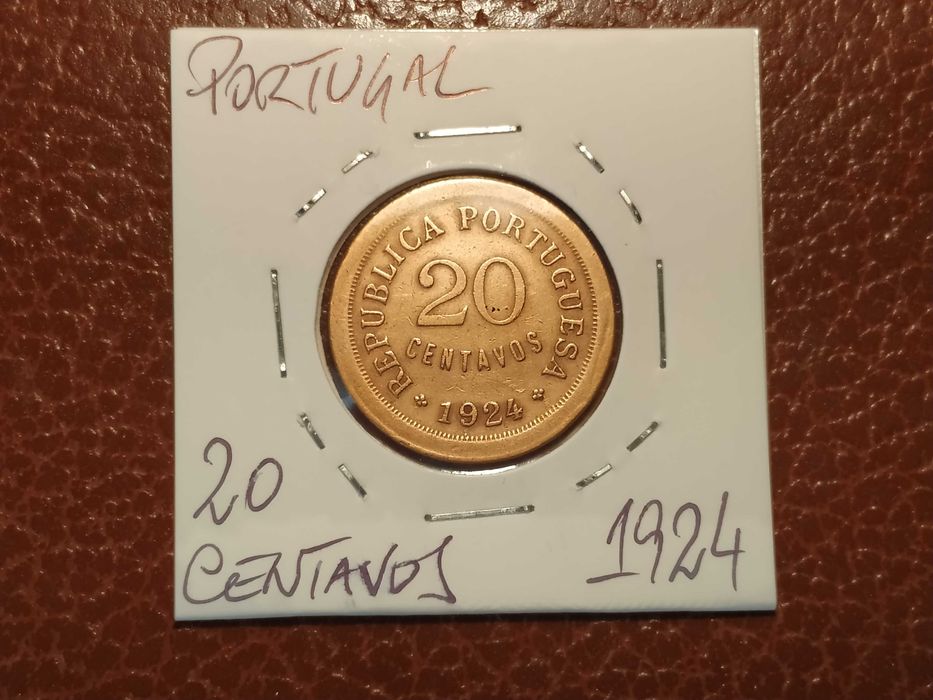 PORTUGAL
REPUBLICA PORTUGUESA
20
CENTAVOS
1924
20
CENTAVOS
1924